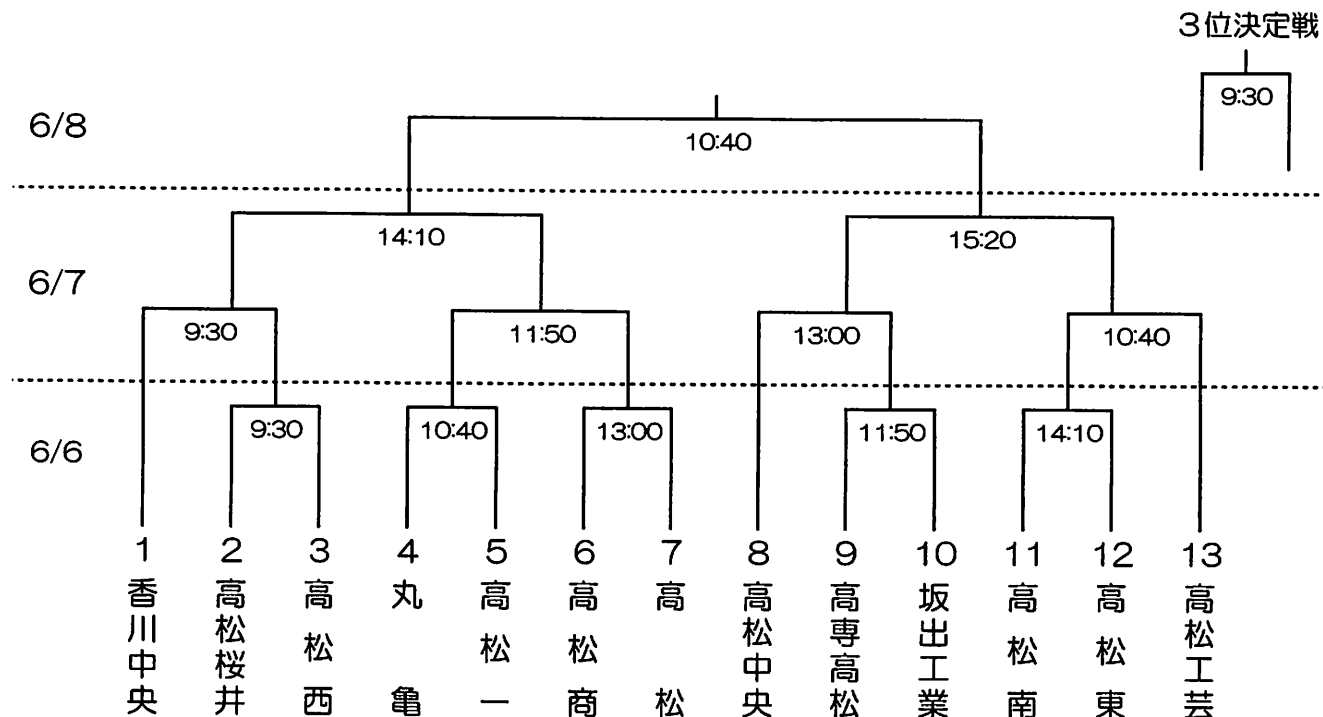 3位決定戦
9:30
6/8
10:40
14:10
15:20
6/7
9:30
11:50
13:00
10:40
9:30
10:40
13:00
11:50
14:10
6/6
1 2 3 4 5 6 7 8 9 10 11 12 13
香川中央
高松桜井
高松西
丸亀
高松一
高松商
高松
高松中央
高専高松
坂出工業
高松南
高松東
高松工芸